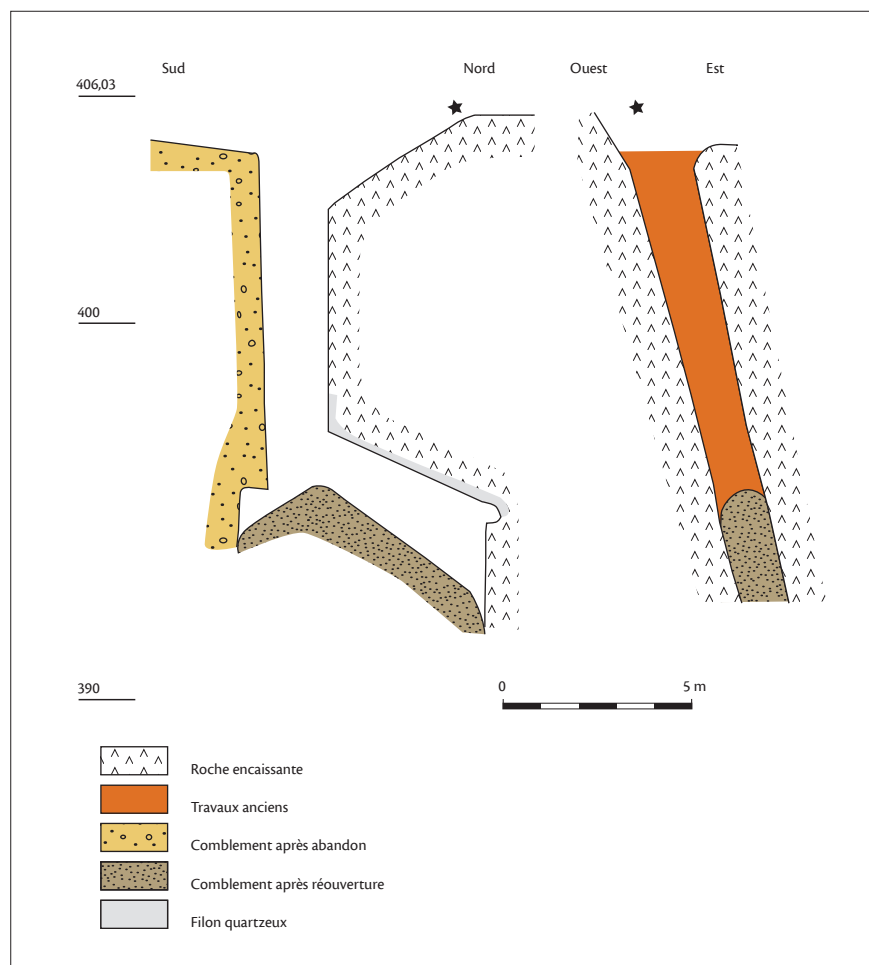 Sud Nord Ouest Est
406,03
400
390
0 5 m
Roche encaissante
Travaux anciens
Comblement après abandon
Comblement après réouverture
Filon quartzeux